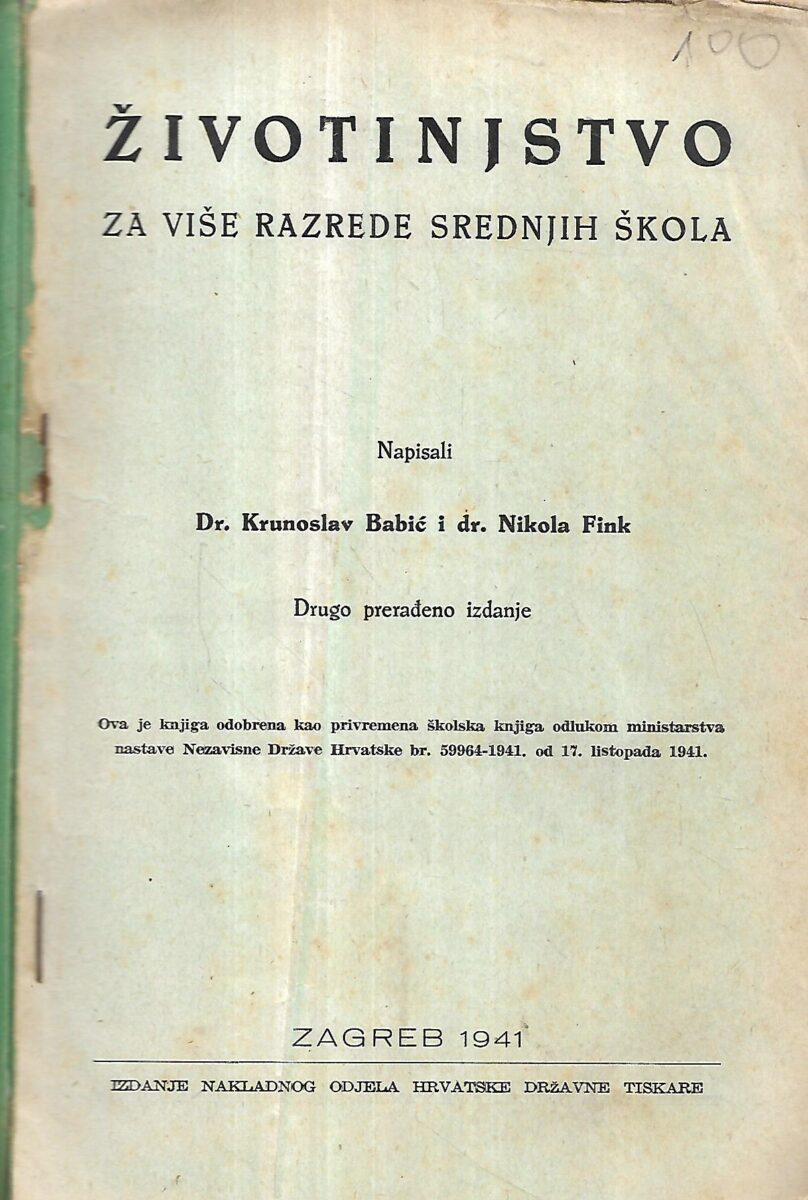 100
ŽIVOTINJSTVO
ZA VIŠE RAZREDE SREDNJIH ŠKOLA
Napisali
Dr. Krunoslav Babić i dr. Nikola Fink
Drugo prerađeno izdanje
Ova je knjiga odobrena kao privremena školska knjiga odlukom ministarstva
nastave Nezavisne Države Hrvatske br. 59964-1941. od 17. listopada 1941.
ZAGREB 1941
IZDANJE NAKLADNOG ODJELA HRVATSKE DRŽAVNE TISKARE